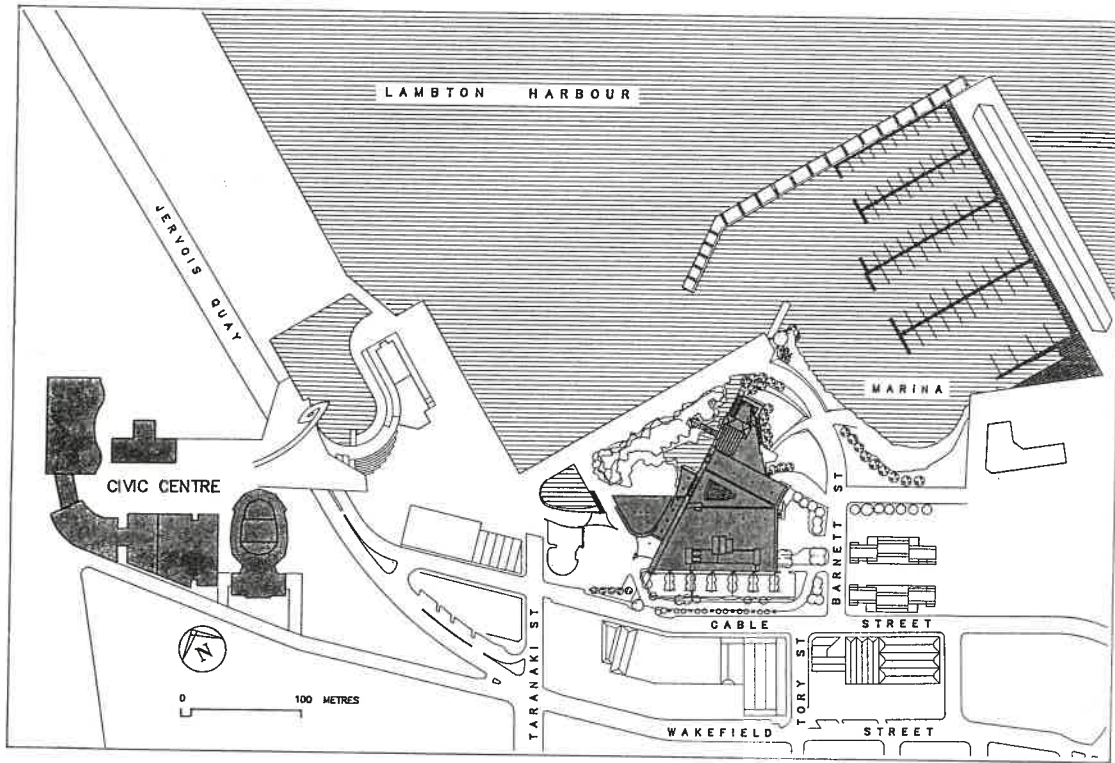 LAMBTON HARBOUR
JERVOIS QUAY
MARINA
CIVIC CENTRE
BARNETT ST
CABLE STREET
N
TARANAKI ST
TORY ST
0 100 METRES
WAKEFIELD STREET